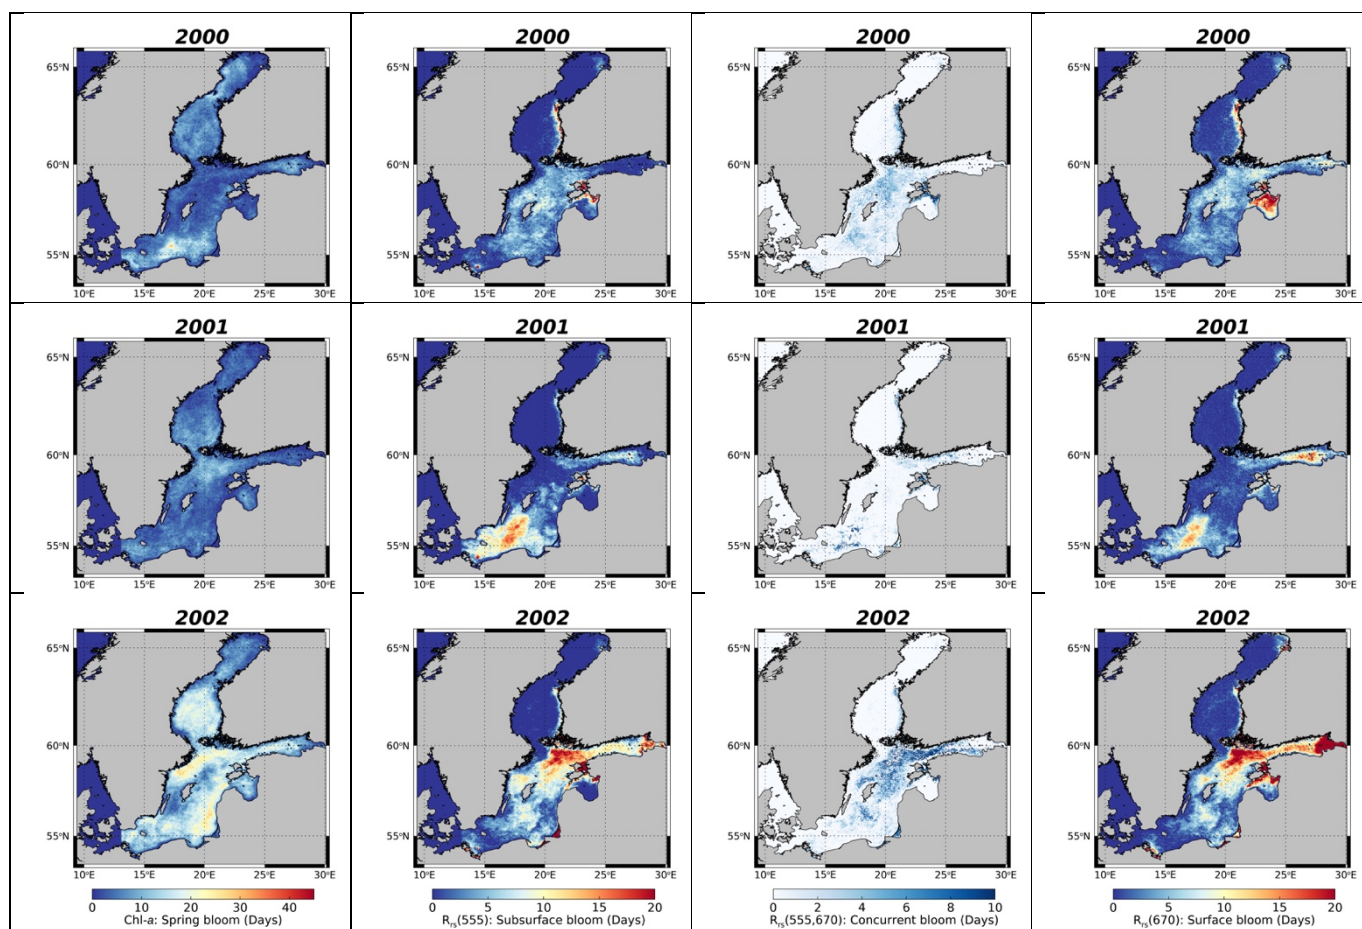 2000 2000 2000 2000
65°N 65°N 65°N 65°N
60°N 60°N 60°N 60°N
55°N 55°N 55°N 55°N
10°E 15°E 20°E 25°E 30°E 10°E 15°E 20°E 25°E 30°E 10°E 15°E 20°E 25°E 30°E 10°E 15°E 20°E 25°E 30°E
2001 2001 2001 2001
65°N 65°N 65°N 65°N
60°N 60°N 60°N 60°N
55°N 55°N 55°N 55°N
10°E 15°E 20°E 25°E 30°E 10°E 15°E 20°E 25°E 30°E 10°E 15°E 20°E 25°E 30°E 10°E 15°E 20°E 25°E 30°E
2002 2002 2002 2002
65°N 65°N 65°N 65°N
60°N 60°N 60°N 60°N
55°N 55°N 55°N 55°N
10°E 15°E 20°E 25°E 30°E 10°E 15°E 20°E 25°E 30°E 10°E 15°E 20°E 25°E 30°E 10°E 15°E 20°E 25°E 30°E
0 10 20 30 40 0 5 10 15 20 0 2 4 6 8 10 0 5 10 15 20
Chl-a: Spring bloom (Days) Rrs(555): Subsurface bloom (Days) Rrs(555,670): Concurrent bloom (Days) Rrs(670): Surface bloom (Days)